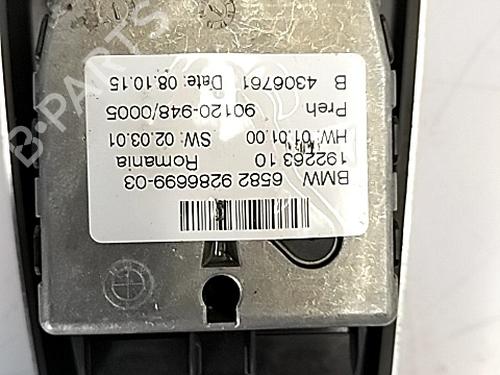 BMW 6582 9286699-03
192263 10 Romania
HW: 01.01.00 SW: 02.03.01
Preh 90120-948/0005
B 4306761 Date: 08.10.15
B-PARTS